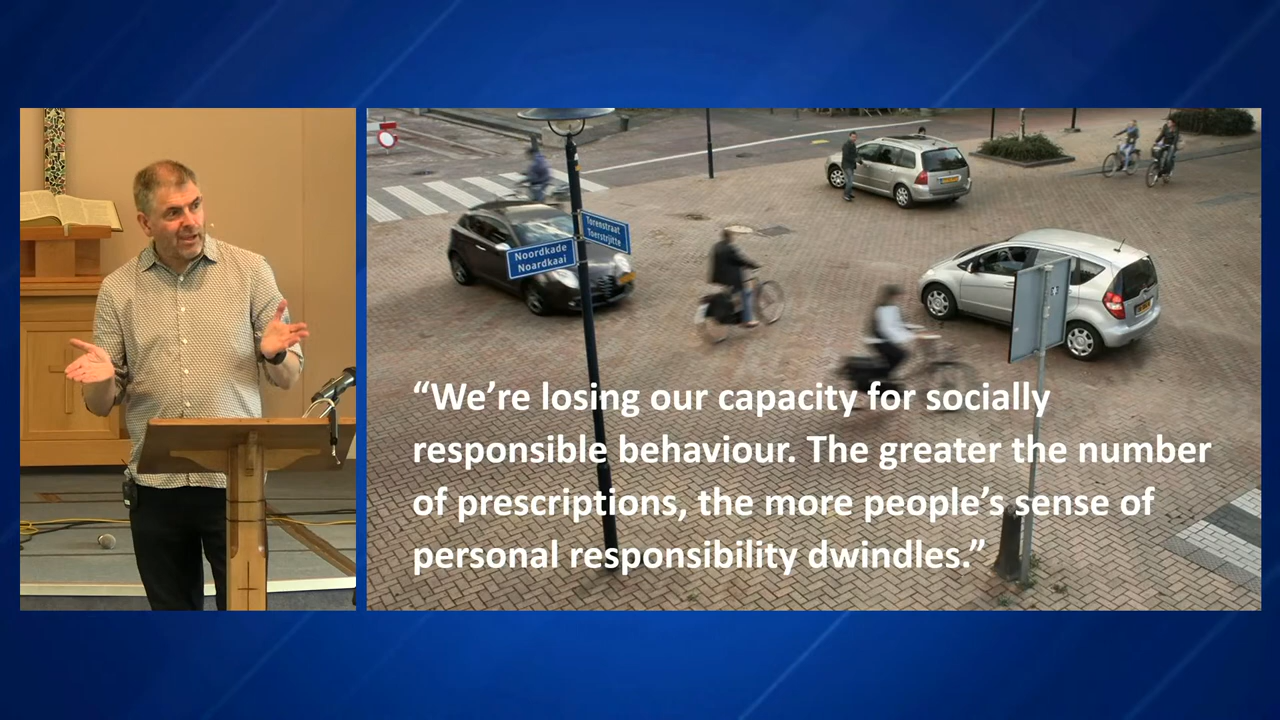 Torenstraat
Toerstrjitte
Noordkade
Noardkaai
“We’re losing our capacity for socially
responsible behaviour. The greater the number
of prescriptions, the more people’s sense of
personal responsibility dwindles.”